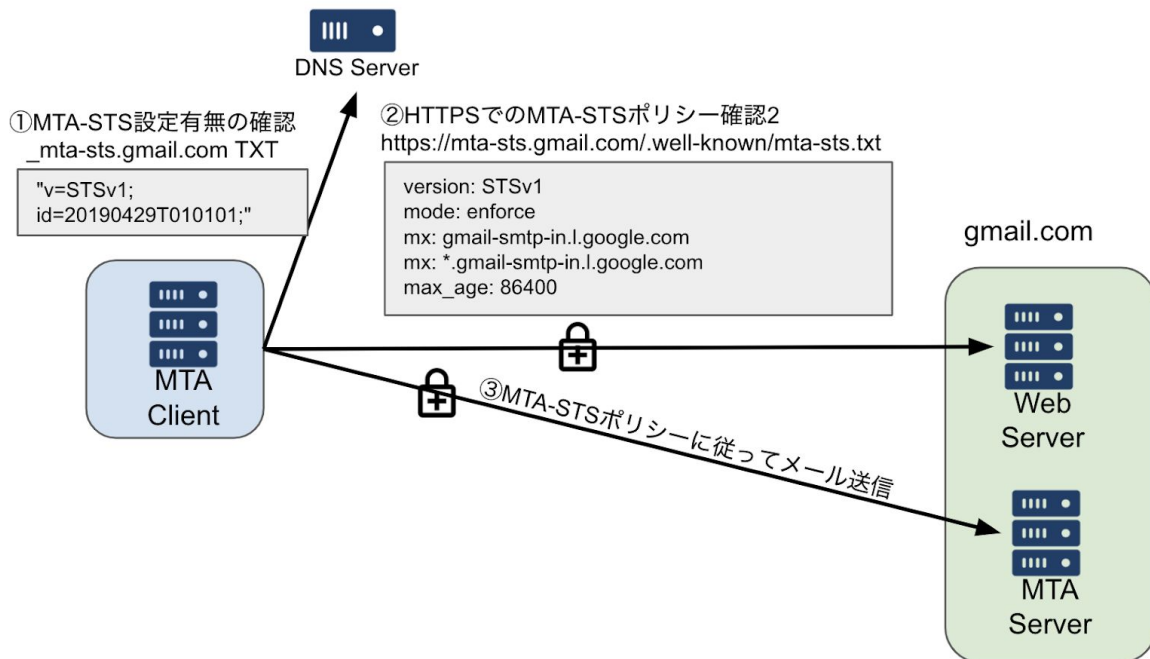 DNS Server
①MTA-STS設定有無の確認
_mta-sts.gmail.com TXT
"v=STSv1;
id=20190429T010101;"
②HTTPSでのMTA-STSポリシー確認2
https://mta-sts.gmail.com/.well-known/mta-sts.txt
version: STSv1
mode: enforce
mx: gmail-smtp-in.l.google.com
mx: *.gmail-smtp-in.l.google.com
max_age: 86400
gmail.com
MTA
Client
③MTA-STSポリシーに従ってメール送信
Web
Server
MTA
Server